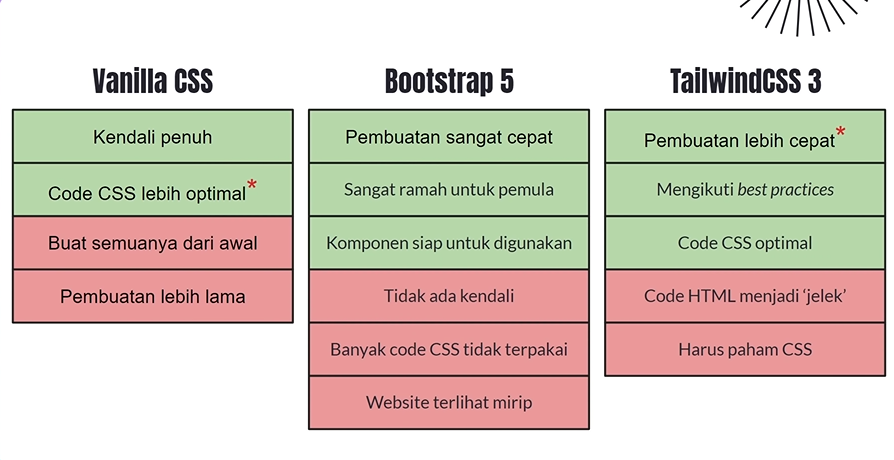 Vanilla CSS
Kendali penuh
Code CSS lebih optimal*
Buat semuanya dari awal
Pembuatan lebih lama
Bootstrap 5
Pembuatan sangat cepat
Sangat ramah untuk pemula
Komponen siap untuk digunakan
Tidak ada kendali
Banyak code CSS tidak terpakai
Website terlihat mirip
TailwindCSS 3
Pembuatan lebih cepat*
Mengikuti best practices
Code CSS optimal
Code HTML menjadi ‘jelek’
Harus paham CSS